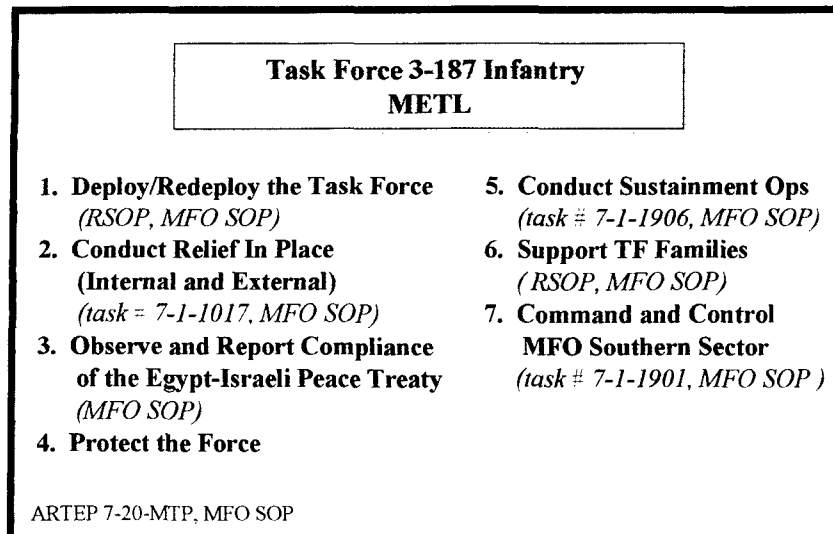 Task Force 3-187 Infantry
METL
1. Deploy/Redeploy the Task Force
(RSOP, MFO SOP)
2. Conduct Relief In Place
(Internal and External)
(task = 7-1-1017, MFO SOP)
3. Observe and Report Compliance
of the Egypt-Israeli Peace Treaty
(MFO SOP)
4. Protect the Force
5. Conduct Sustainment Ops
(task # 7-1-1906, MFO SOP)
6. Support TF Families
( RSOP, MFO SOP)
7. Command and Control
MFO Southern Sector
(task # 7-1-1901, MFO SOP )
ARTEP 7-20-MTP, MFO SOP